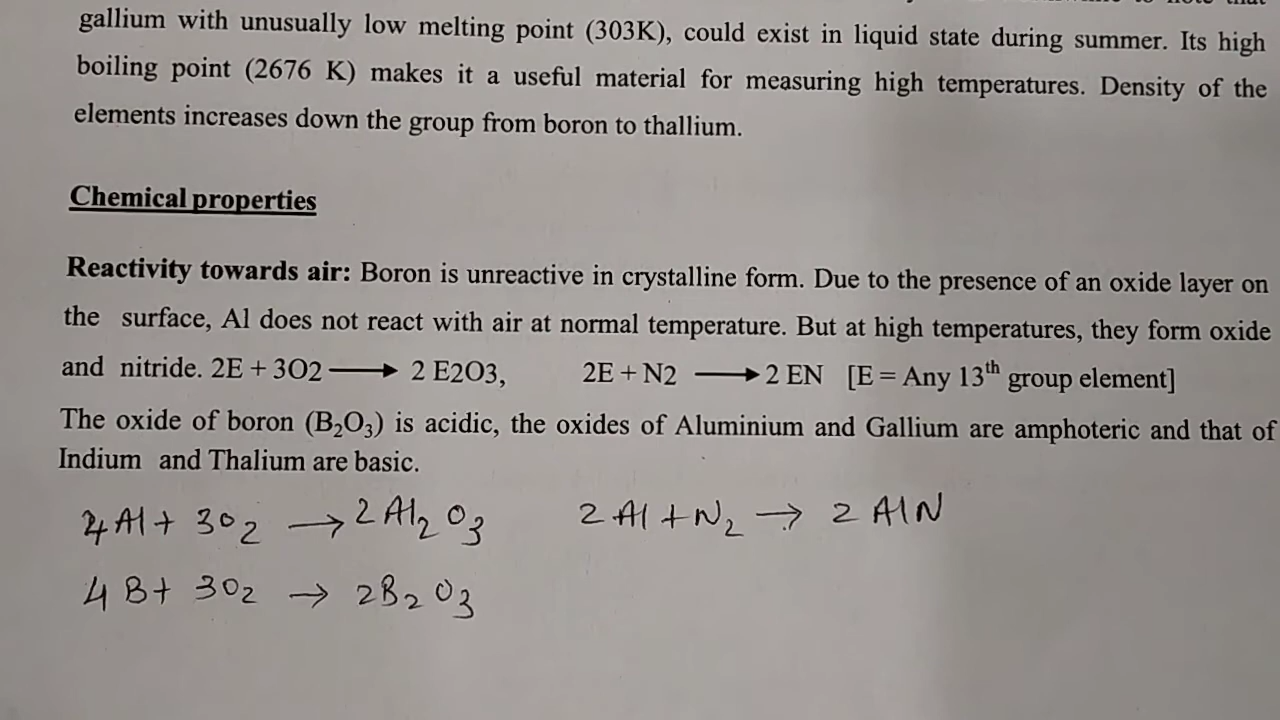 gallium with unusually low melting point (303K), could exist in liquid state during summer. Its high
boiling point (2676 K) makes it a useful material for measuring high temperatures. Density of the
elements increases down the group from boron to thallium.
Chemical properties
Reactivity towards air: Boron is unreactive in crystalline form. Due to the presence of an oxide layer on
the surface, Al does not react with air at normal temperature. But at high temperatures, they form oxide
and nitride. 2E + 3O2 ⟶ 2 E2O3, 2E + N2 ⟶ 2 EN [E = Any 13th group element]
The oxide of boron (B₂O₃) is acidic, the oxides of Aluminium and Gallium are amphoteric and that of
Indium and Thalium are basic.
4Al + 3O₂ → 2Al₂O₃ 2Al + N₂ → 2AlN
4B + 3O₂ → 2B₂O₃